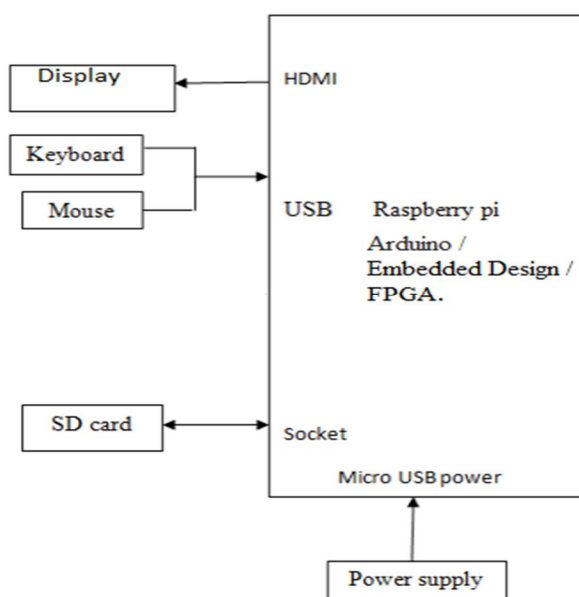 Display
HDMI
Keyboard
Mouse
USB Raspberry pi
Arduino /
Embedded Design /
FPGA.
SD card
Socket
Micro USB power
Power supply